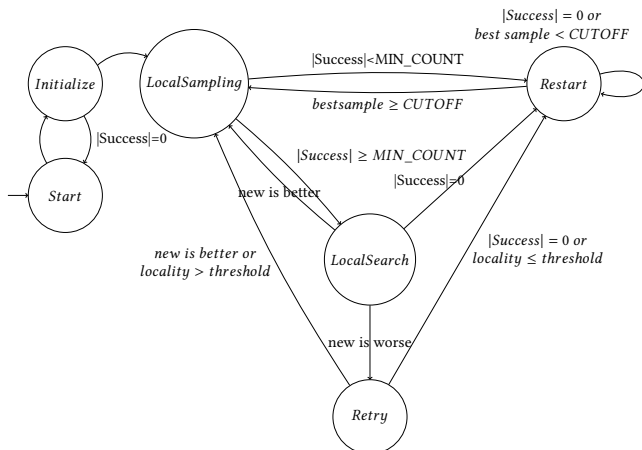 |Success| = 0 or
best sample < CUTOFF
|Success|<MIN_COUNT
Initialize
LocalSampling
Restart
bestsample ≥ CUTOFF
|Success|=0
|Success| ≥ MIN_COUNT
|Success|=0
Start
new is better
new is better or
locality > threshold
|Success| = 0 or
locality ≤ threshold
LocalSearch
new is worse
Retry